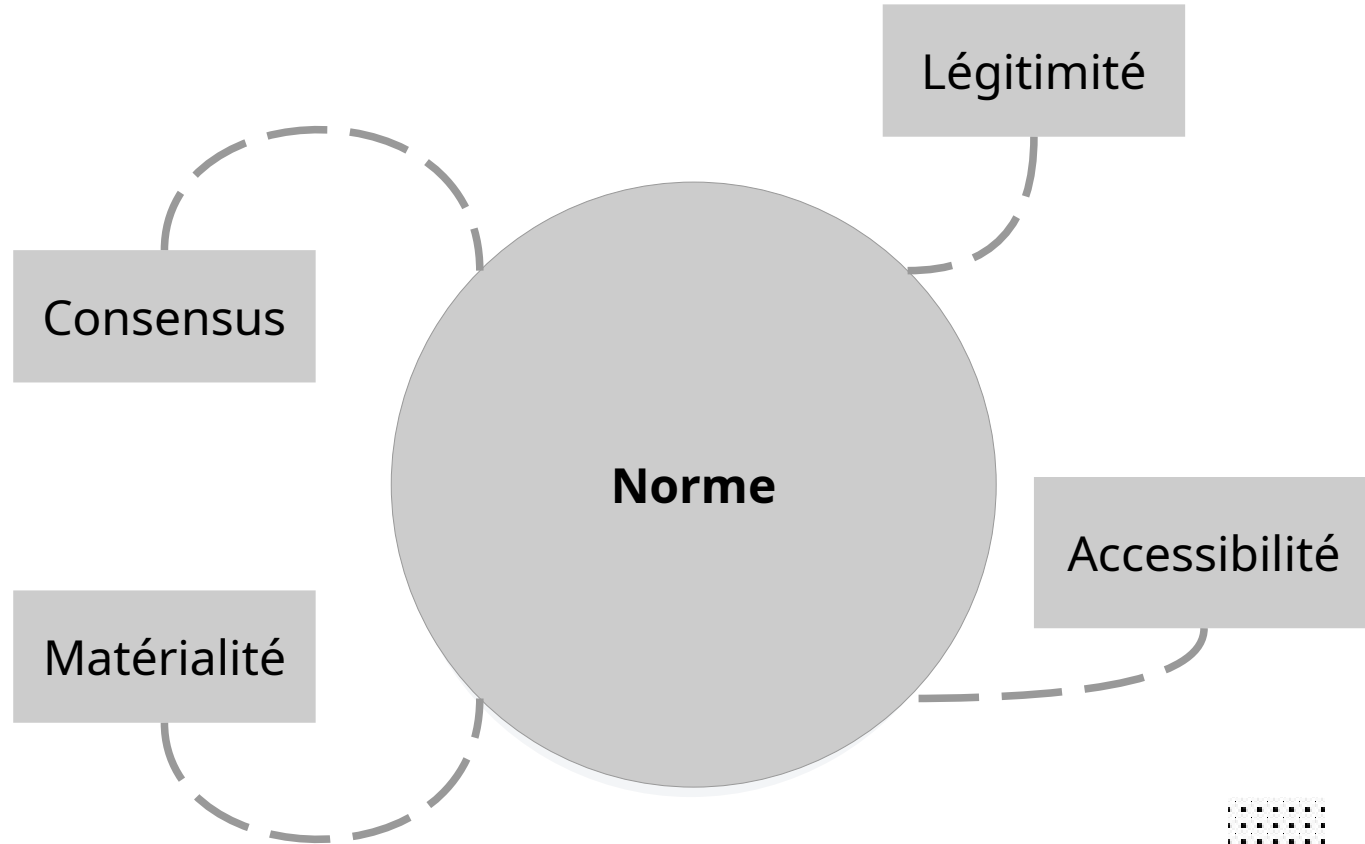 Légitimité
Consensus
Norme
Accessibilité
Matérialité